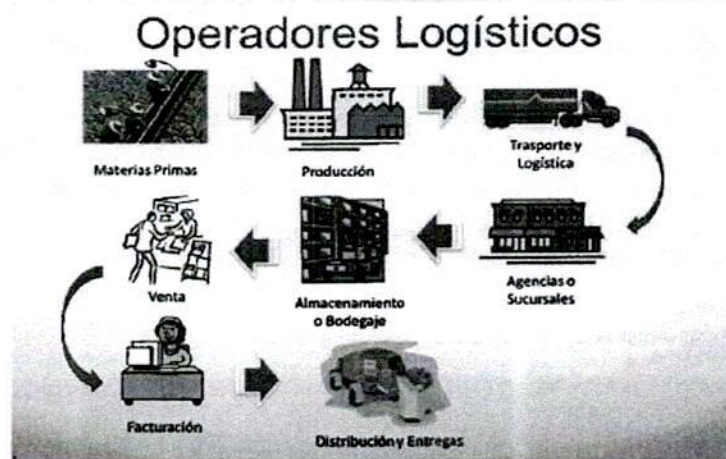 Operadores Logísticos
Materias Primas
Producción
Trasporte y
Logística
Agencias o
Sucursales
Almacenamiento
o Bodegaje
Venta
Facturación
Distribución y Entregas